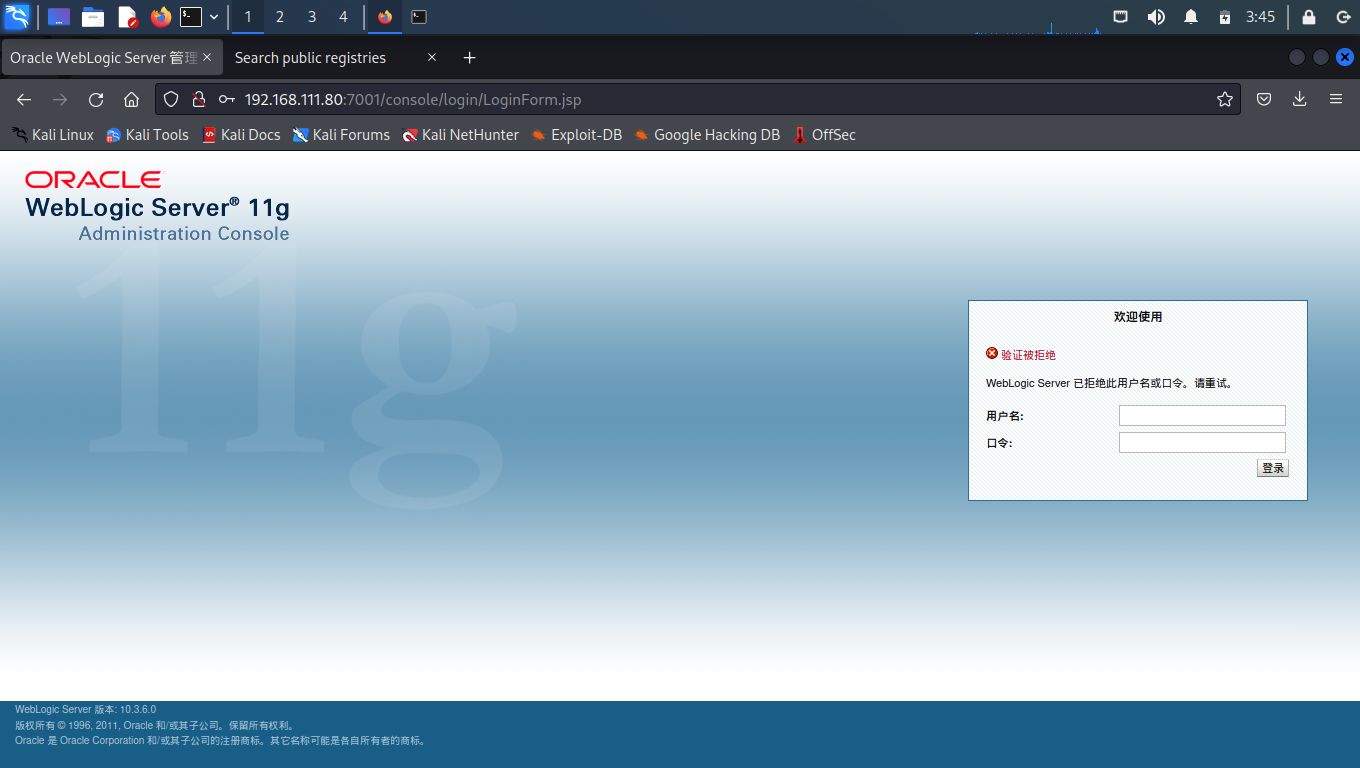 1 2 3 4 3:45
Oracle WebLogic Server 管理 Search public registries
192.168.111.80:7001/console/login/LoginForm.jsp
Kali Linux Kali Tools Kali Docs Kali Forums Kali NetHunter Exploit-DB Google Hacking DB OffSec
ORACLE
WebLogic Server® 11g
Administration Console
11g
欢迎使用
验证被拒绝
WebLogic Server 已拒绝此用户名或口令。请重试。
用户名:
口令:
登录
WebLogic Server 版本: 10.3.6.0
版权所有 © 1996, 2011, Oracle 和/或其子公司。保留所有权利。
Oracle 是 Oracle Corporation 和/或其子公司的注册商标。其它名称可能是各自所有者的商标。